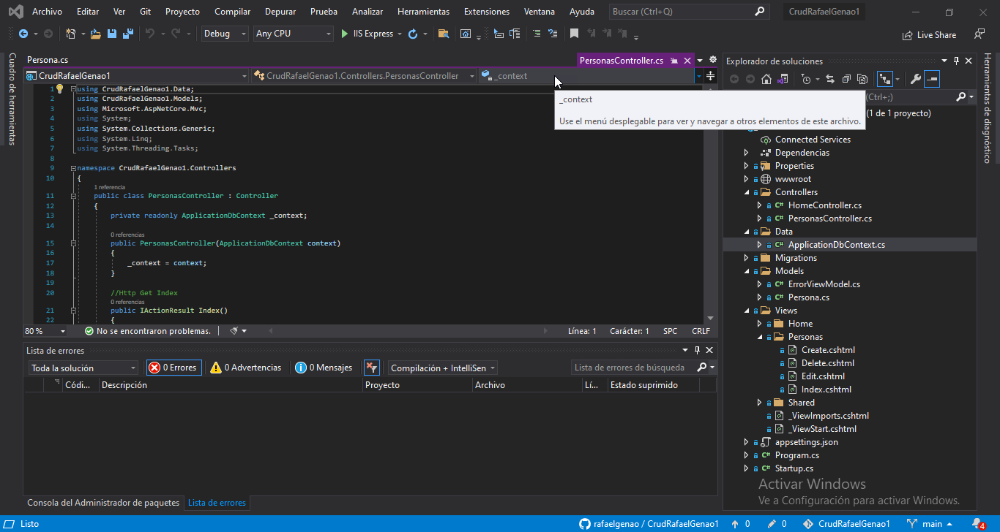 Archivo Editar Ver Git Proyecto Compilar Depurar Prueba Analizar Herramientas Extensiones Ventana Ayuda Buscar (Ctrl+Q) CrudRafaelGenao1
Debug Any CPU IIS Express Live Share
Cuadro de herramientas
Persona.cs PersonasController.cs
CrudRafaelGenao1 CrudRafaelGenao1.Controllers.PersonasController _context
_context
Use el menú desplegable para ver y navegar a otros elementos de este archivo.
1 using CrudRafaelGenao1.Data;
2 using CrudRafaelGenao1.Models;
3 using Microsoft.AspNetCore.Mvc;
4 using System;
5 using System.Collections.Generic;
6 using System.Linq;
7 using System.Threading.Tasks;
8
9 namespace CrudRafaelGenao1.Controllers
10 {
1 referencia
11 public class PersonasController : Controller
12 {
13 private readonly ApplicationDbContext _context;
14
0 referencias
15 public PersonasController(ApplicationDbContext context)
16 {
17 _context = context;
18 }
19
20 //Http Get Index
0 referencias
21 public IActionResult Index()
22 {
80 % No se encontraron problemas. Línea: 1 Carácter: 1 SPC CRLF
Lista de errores
Toda la solución 0 Errores 0 Advertencias 0 Mensajes Compilación + IntelliSen Lista de errores de búsqueda
Códi... Descripción Proyecto Archivo Lí... Estado suprimido
Consola del Administrador de paquetes Lista de errores
Explorador de soluciones
(Ctrl+;)
(1 de 1 proyecto)
Connected Services
Dependencias
Properties
wwwroot
Controllers
HomeController.cs
PersonasController.cs
Data
ApplicationDbContext.cs
Migrations
Models
ErrorViewModel.cs
Persona.cs
Views
Home
Personas
Create.cshtml
Delete.cshtml
Edit.cshtml
Index.cshtml
Shared
_ViewImports.cshtml
_ViewStart.cshtml
appsettings.json
Program.cs
Startup.cs
Activar Windows
Ve a Configuración para activar Windows.
Herramientas de diagnóstico
Listo rafaelgenao / CrudRafaelGenao1 0 0 CrudRafaelGenao1 main 4